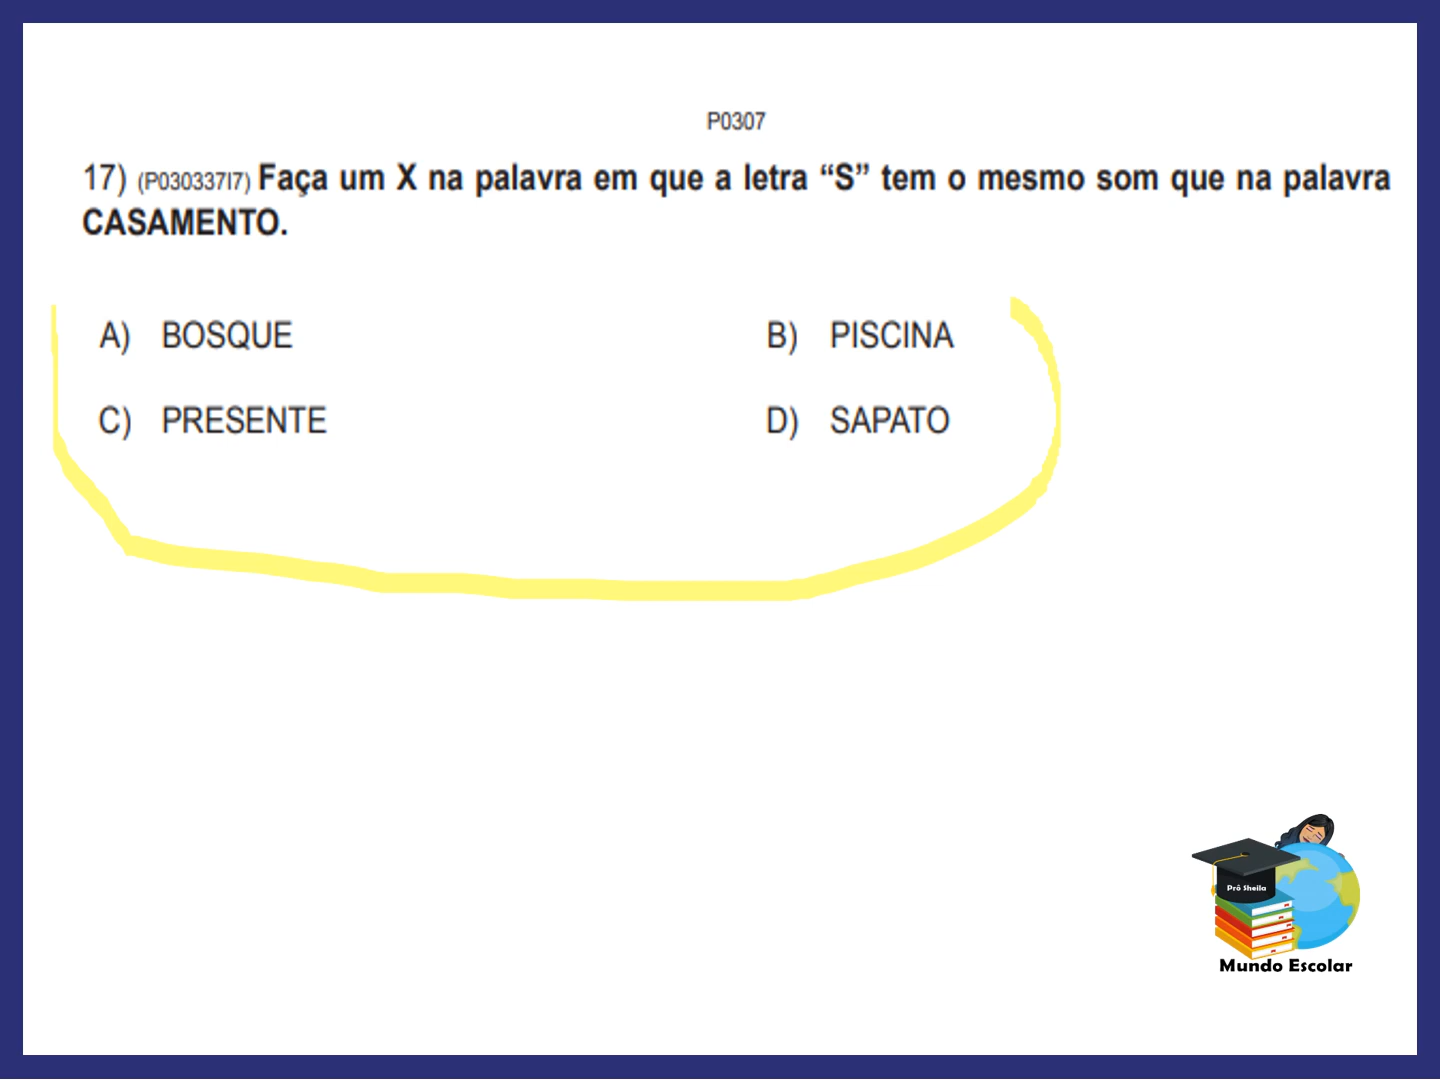 P0307
17) (P030337I7) Faça um X na palavra em que a letra “S” tem o mesmo som que na palavra
CASAMENTO.
A) BOSQUE B) PISCINA
C) PRESENTE D) SAPATO
Prô Sheila
Mundo Escolar